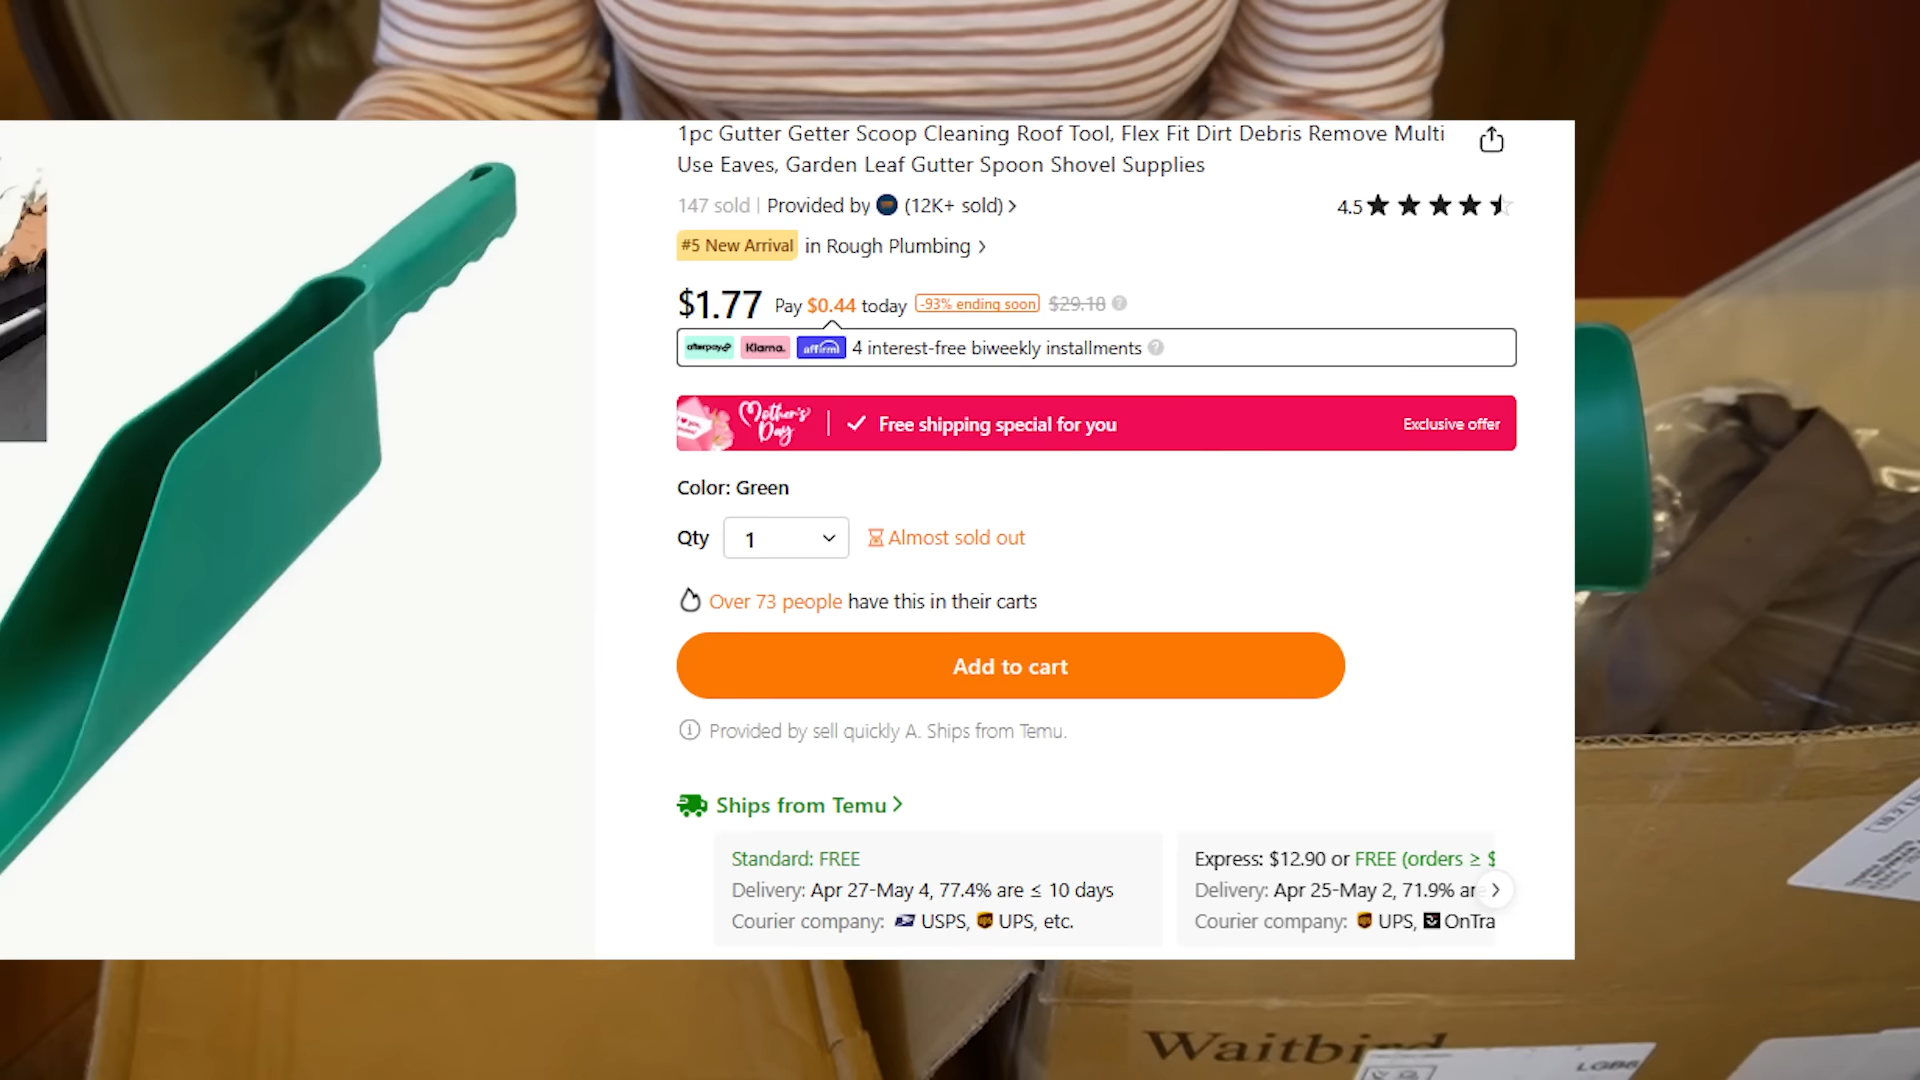 1pc Gutter Getter Scoop Cleaning Roof Tool, Flex Fit Dirt Debris Remove Multi
Use Eaves, Garden Leaf Gutter Spoon Shovel Supplies
147 sold | Provided by (12K+ sold) >
4.5
#5 New Arrival in Rough Plumbing >
$1.77 Pay $0.44 today -93% ending soon $29.18 ?
afterpay Klarna. affirm 4 interest-free biweekly installments ?
Mother's
Day
Free shipping special for you
Exclusive offer
Color: Green
Qty 1 Almost sold out
Over 73 people have this in their carts
Add to cart
Provided by sell quickly A. Ships from Temu.
Ships from Temu >
Standard: FREE
Delivery: Apr 27-May 4, 77.4% are ≤ 10 days
Courier company: USPS, UPS, etc.
Express: $12.90 or FREE (orders ≥ $
Delivery: Apr 25-May 2, 71.9% ar
Courier company: UPS, OnTra
Waitbird